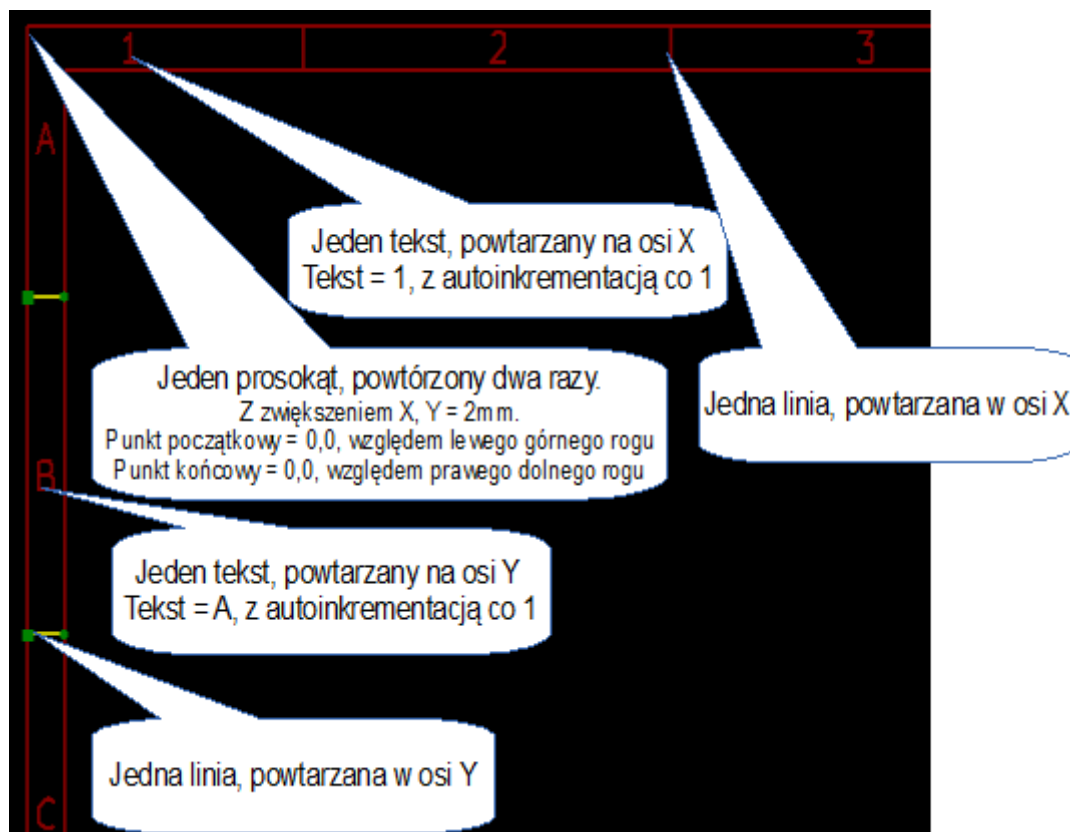 1
2
3
A
Jeden tekst, powtarzany na osi X
Tekst = 1, z autoinkrementacją co 1
Jeden prosokąt, powtórzony dwa razy.
Z zwiększeniem X, Y = 2mm.
Punkt początkowy = 0,0, względem lewego górnego rogu
Punkt końcowy = 0,0, względem prawego dolnego rogu
Jedna linia, powtarzana w osi X
B
Jeden tekst, powtarzany na osi Y
Tekst = A, z autoinkrementacją co 1
Jedna linia, powtarzana w osi Y
C